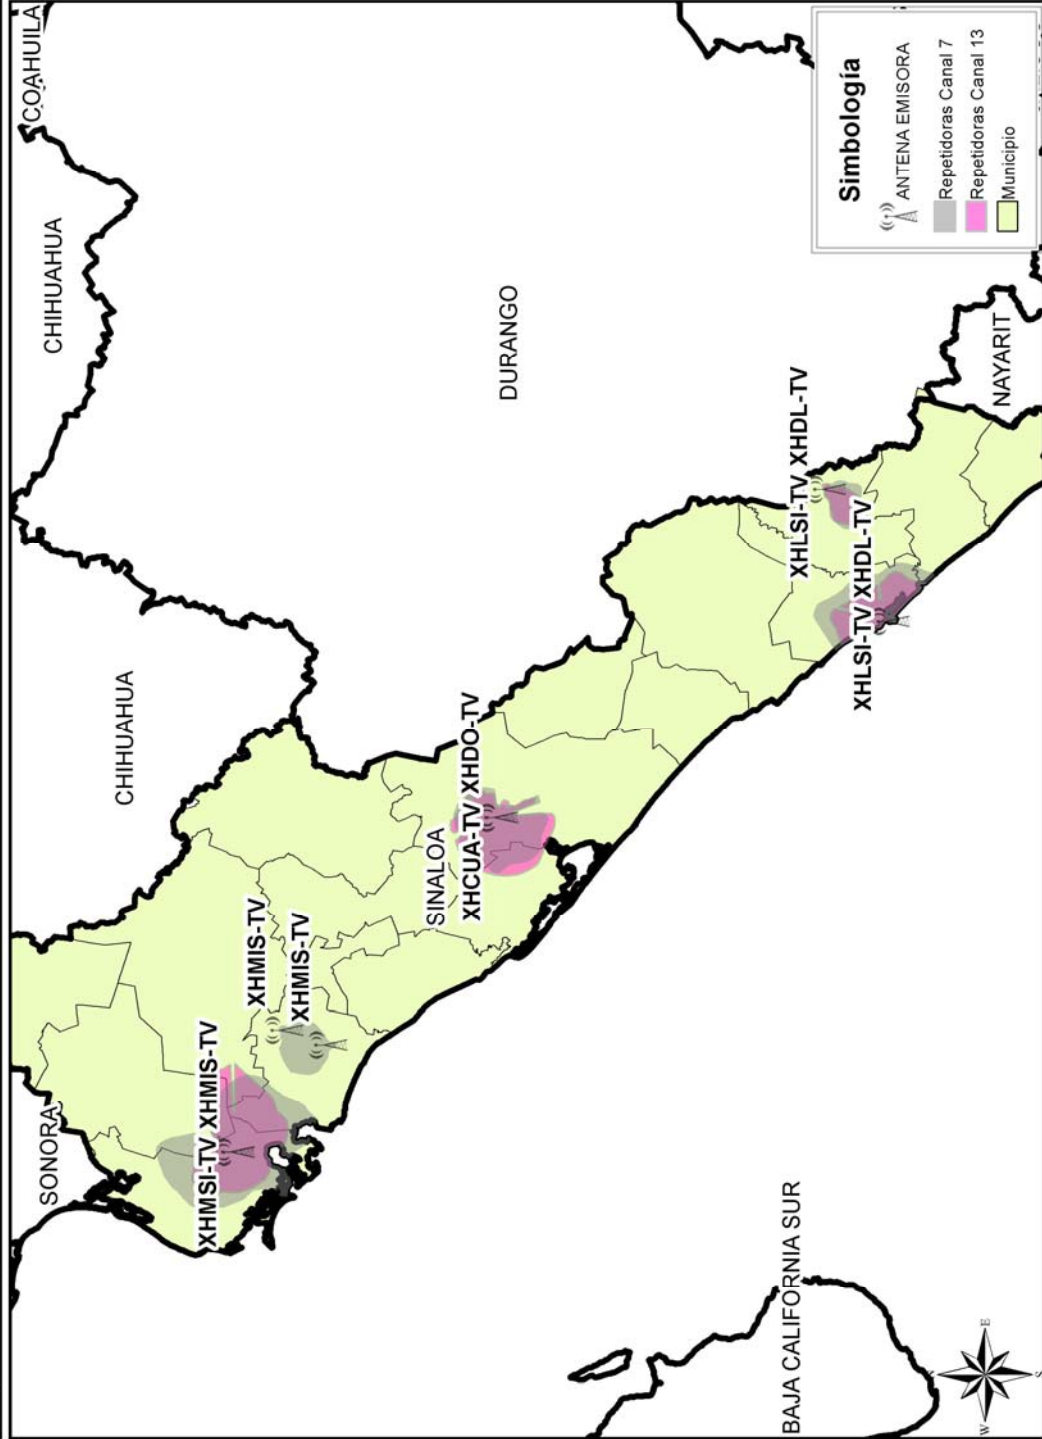 COAHUILA
CHIHUAHUA
CHIHUAHUA
SONORA
DURANGO
SINALOA
NAYARIT
BAJA CALIFORNIA SUR
XHMSI-TV XHMIS-TV
XHMIS-TV
XHMIS-TV
XHCUA-TV XHDO-TV
XHLSI-TV XHDL-TV
XHLSI-TV XHDL-TV
Simbología
ANTENA EMISORA
Repetidoras Canal 7
Repetidoras Canal 13
Municipio
W
E
S